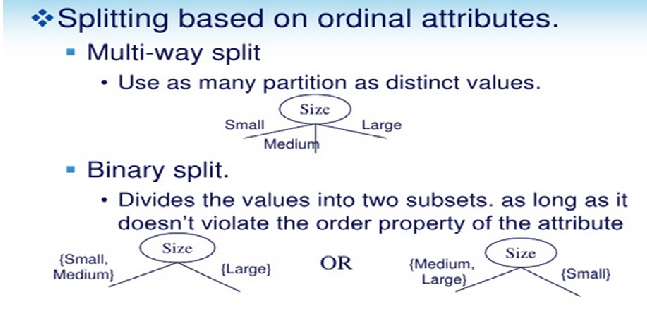 Splitting based on ordinal attributes.
Multi-way split
• Use as many partition as distinct values.
Size
Small
Large
Medium
Binary split.
• Divides the values into two subsets. as long as it
doesn't violate the order property of the attribute
Size
{Small,
Medium}
{Large}
OR
Size
{Medium,
Large}
{Small}